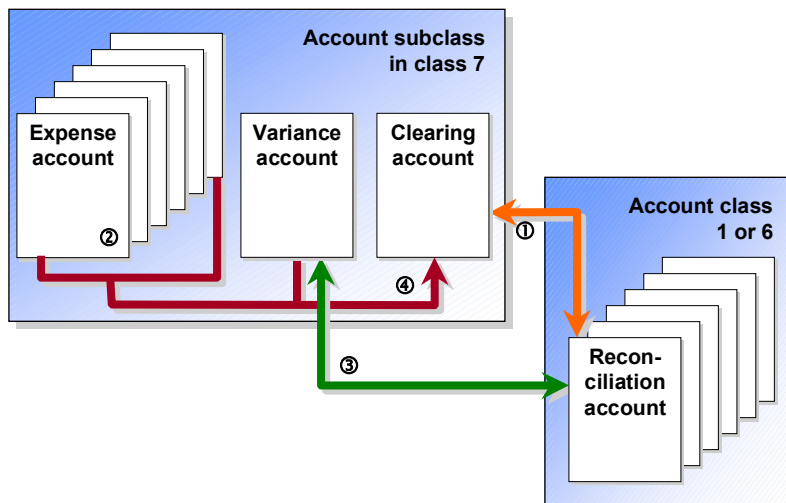 Account subclass
in class 7
Expense
account
②
Variance
account
Clearing
account
①
④
③
Account class
1 or 6
Recon-
ciliation
account